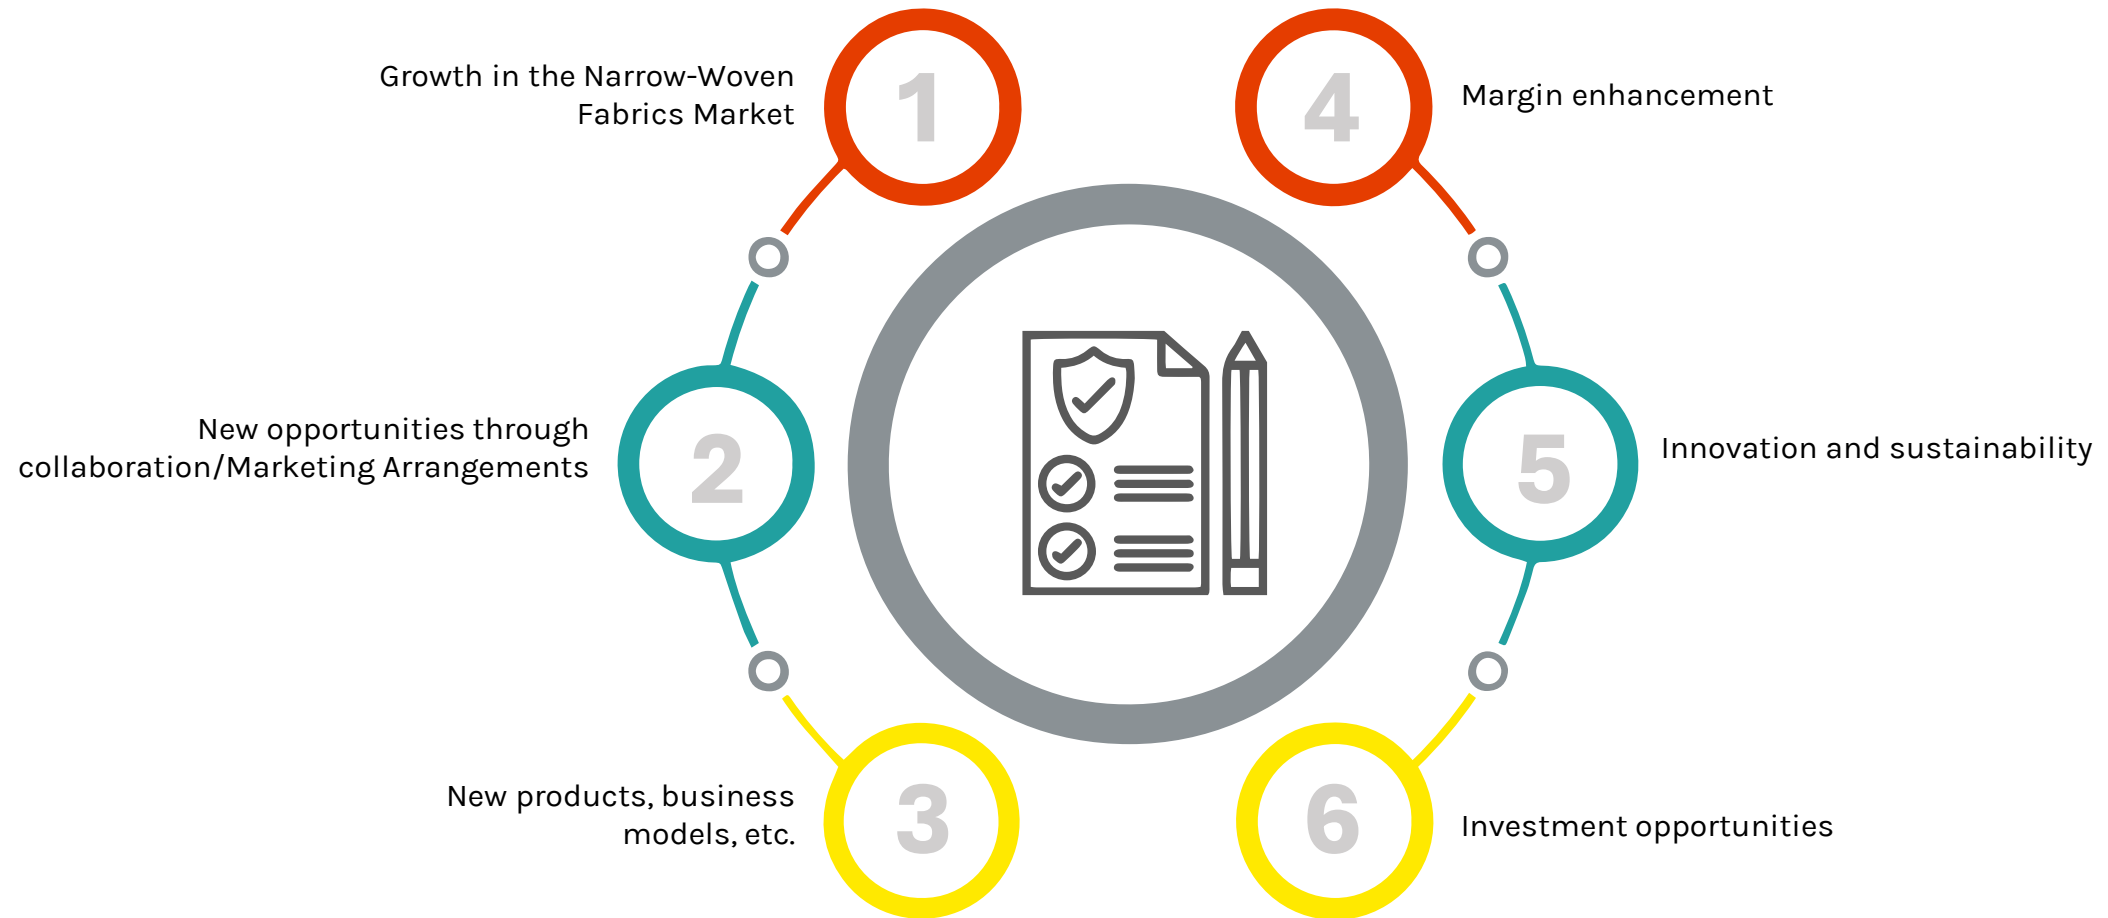 1
Growth in the Narrow-Woven
Fabrics Market
2
New opportunities through
collaboration/Marketing Arrangements
3
New products, business
models, etc.
4
Margin enhancement
5
Innovation and sustainability
6
Investment opportunities